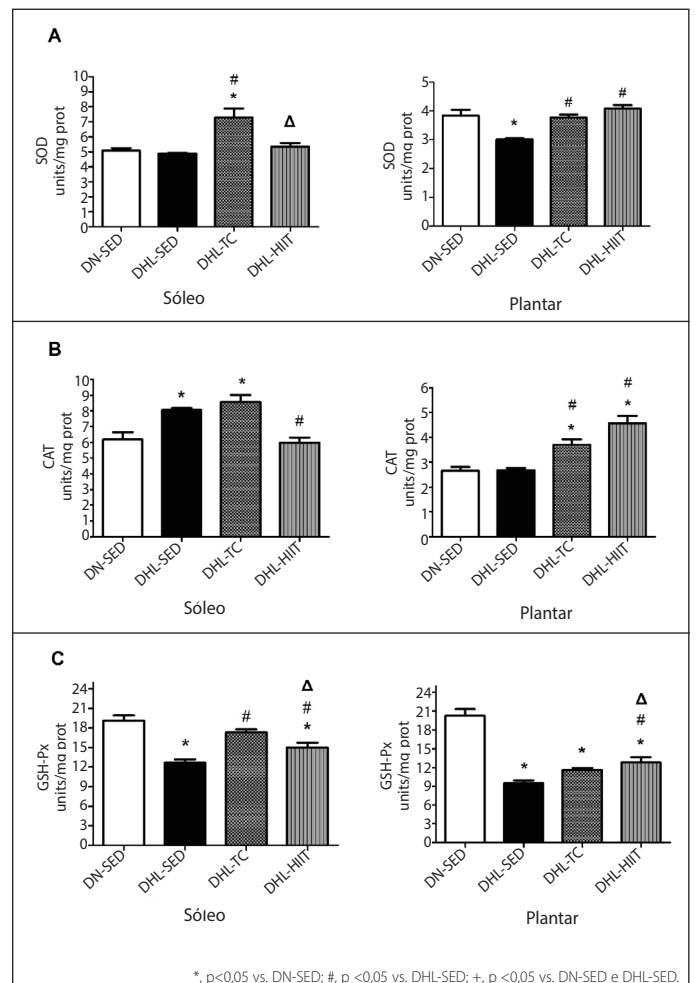 A
#
*
Δ
10
9
8
7
6
5
4
3
2
1
0
SOD
units/mg prot
DN-SED
DHL-SED
DHL-TC
DHL-HIIT
Sóleo
*
#
#
5
4
3
2
1
0
SOD
units/mg prot
DN-SED
DHL-SED
DHL-TC
DHL-HIIT
Plantar
B
*
*
#
10
9
8
7
6
5
4
3
2
1
0
CAT
units/mg prot
DN-SED
DHL-SED
DHL-TC
DHL-HIIT
Sóleo
#
*
#
*
6
5
4
3
2
1
0
CAT
units/mg prot
DN-SED
DHL-SED
DHL-TC
DHL-HIIT
Plantar
C
*
#
Δ
#
*
24
21
18
15
12
9
6
3
0
GSH-Px
units/mg prot
DN-SED
DHL-SED
DHL-TC
DHL-HIIT
Sóleo
*
*
Δ
#
*
24
21
18
15
12
9
6
3
0
GSH-Px
units/mg prot
DN-SED
DHL-SED
DHL-TC
DHL-HIIT
Plantar
*, p<0,05 vs. DN-SED; #, p <0,05 vs. DHL-SED; +, p <0,05 vs. DN-SED e DHL-SED.